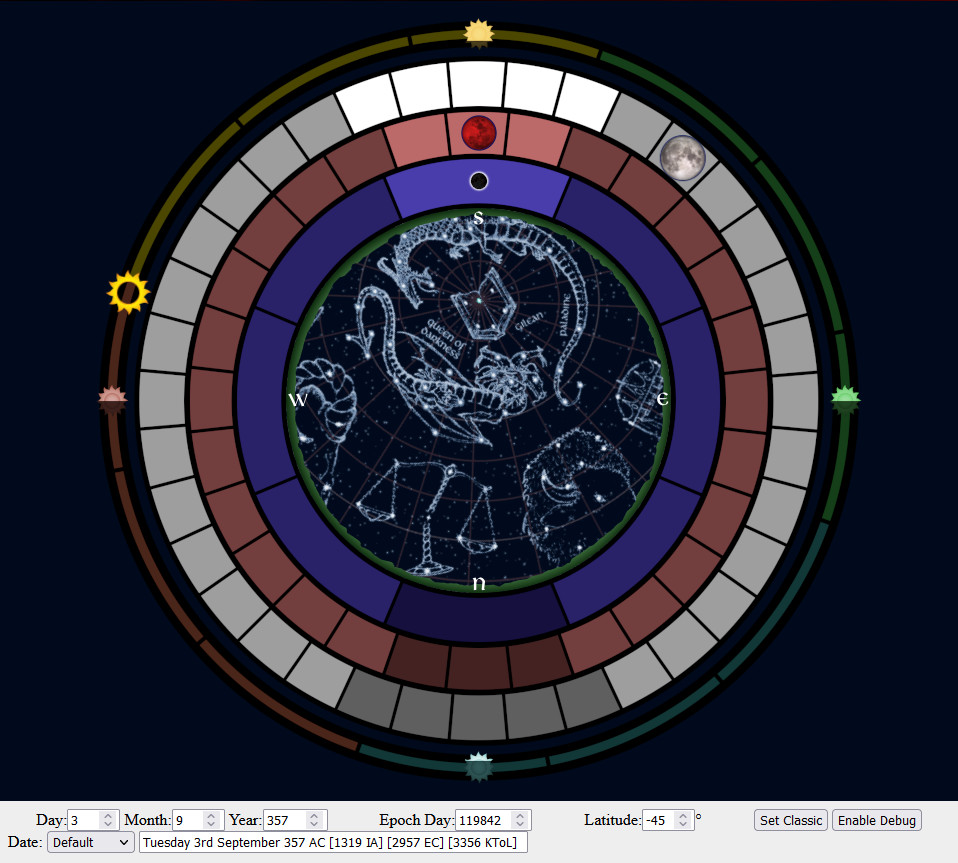 S
QUEEN OF
DARKNESS
GILEAN
PALADINE
W
E
N
Day: 3 Month: 9 Year: 357 Epoch Day: 119842 Latitude: -45 ° Set Classic Enable Debug
Date: Default Tuesday 3rd September 357 AC [1319 IA] [2957 EC] [3356 KToL]